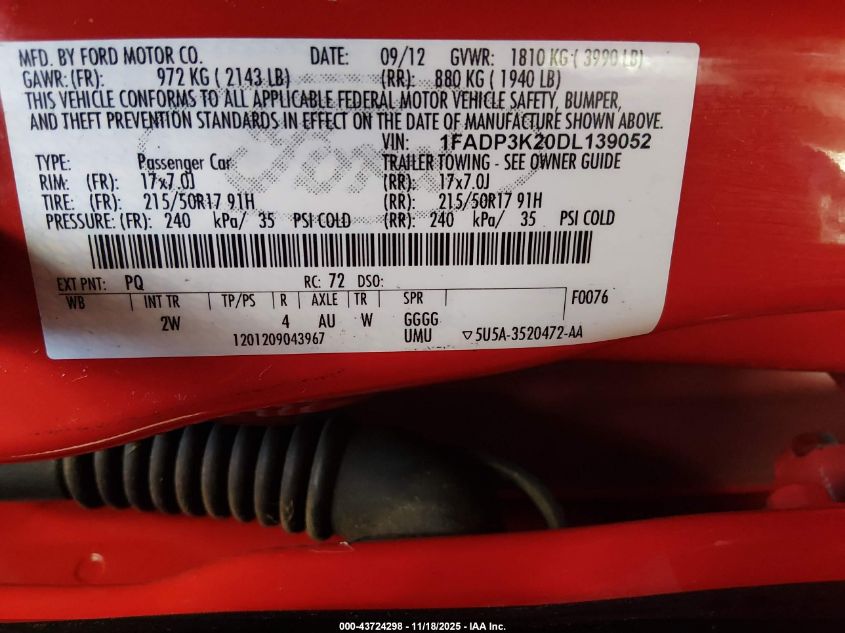 MFD. BY FORD MOTOR CO. DATE: 09/12 GVWR: 1810 KG ( 3990 LB)
GAWR: (FR): 972 KG ( 2143 LB) (RR): 880 KG ( 1940 LB)
THIS VEHICLE CONFORMS TO ALL APPLICABLE FEDERAL MOTOR VEHICLE SAFETY, BUMPER,
AND THEFT PREVENTION STANDARDS IN EFFECT ON THE DATE OF MANUFACTURE SHOWN ABOVE.
VIN: 1FADP3K20DL139052
TYPE: Passenger Car TRAILER TOWING - SEE OWNER GUIDE
RIM: (FR): 17x7.0J (RR): 17x7.0J
TIRE: (FR): 215/50R17 91H (RR): 215/50R17 91H
PRESSURE: (FR): 240 kPa/ 35 PSI COLD (RR): 240 kPa/ 35 PSI COLD
EXT PNT: PQ RC: 72 DSO:
WB INT TR TP/PS R AXLE TR SPR F0076
2W 4 AU W GGGG
1201209043967 UMU ▽5U5A-3520472-AA
Ford
000-43724298 - 11/18/2025 - IAA Inc.